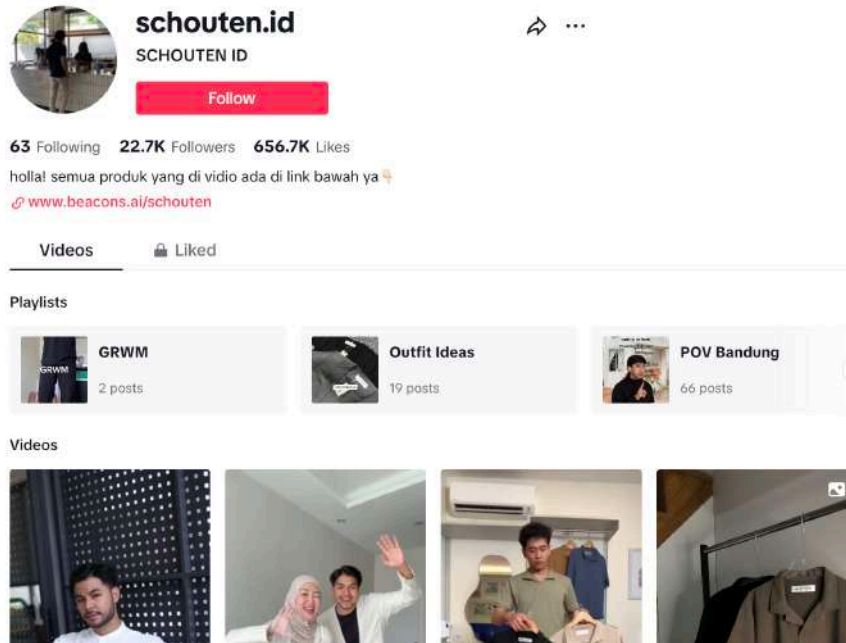 schouten.id
SCHOUTEN ID
Follow
63 Following 22.7K Followers 656.7K Likes
holla! semua produk yang di vidio ada di link bawah ya👇🏻
www.beacons.ai/schouten
Videos Liked
Playlists
GRWM
GRWM
2 posts
Outfit Ideas
19 posts
POV Bandung
66 posts
Videos